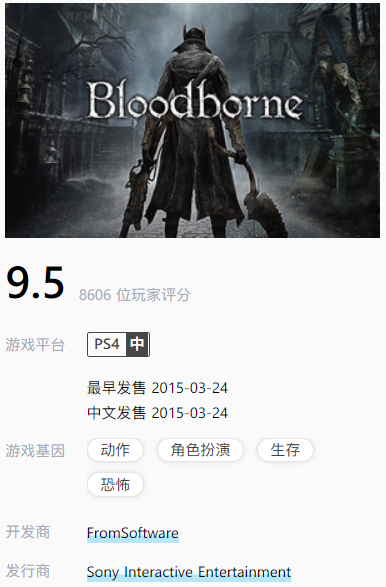 Bloodborne
9.5 8606 位玩家评分
游戏平台 PS4 中
最早发售 2015-03-24
中文发售 2015-03-24
游戏基因 动作 角色扮演 生存
恐怖
开发商 FromSoftware
发行商 Sony Interactive Entertainment